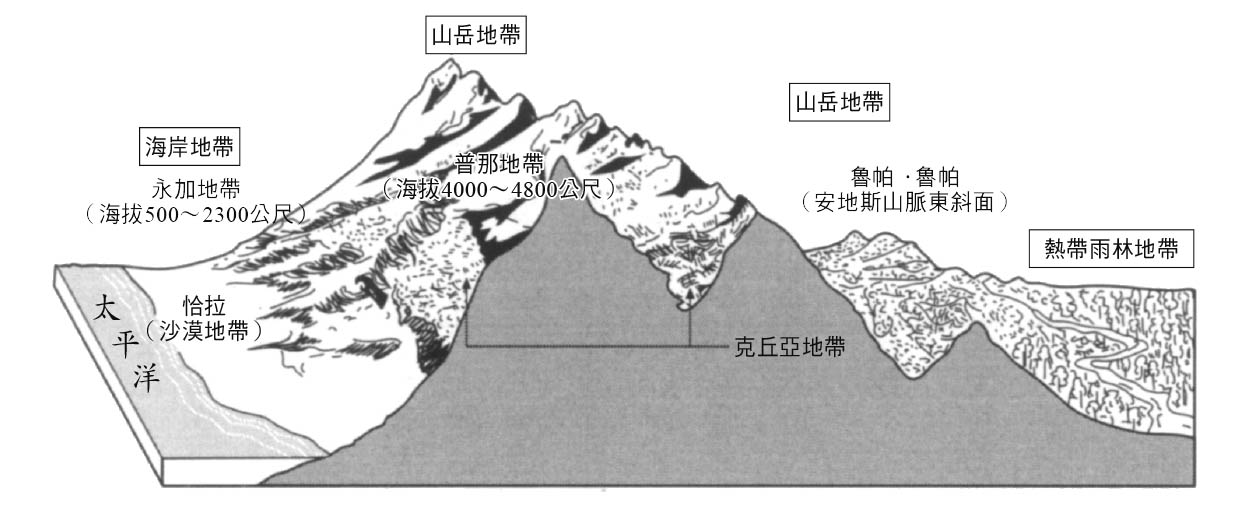 山岳地帶
山岳地帶
海岸地帶
永加地帶
（海拔500～2300公尺）
普那地帶
（海拔4000～4800公尺）
魯帕・魯帕
（安地斯山脈東斜面）
熱帶雨林地帶
太平洋
恰拉
（沙漠地帶）
克丘亞地帶